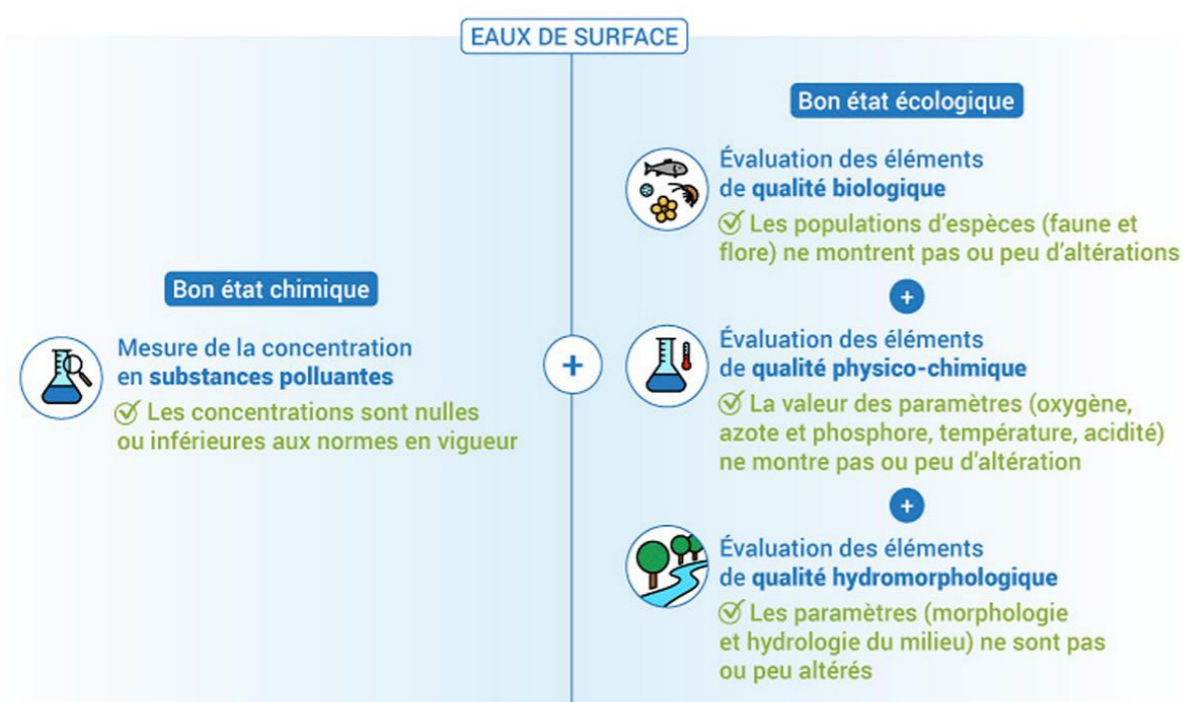 EAUX DE SURFACE
Bon état chimique
Mesure de la concentration
en substances polluantes
Les concentrations sont nulles
ou inférieures aux normes en vigueur
+
Bon état écologique
Évaluation des éléments
de qualité biologique
Les populations d'espèces (faune et
flore) ne montrent pas ou peu d'altérations
+
Évaluation des éléments
de qualité physico-chimique
La valeur des paramètres (oxygène,
azote et phosphore, température, acidité)
ne montre pas ou peu d'altération
+
Évaluation des éléments
de qualité hydromorphologique
Les paramètres (morphologie
et hydrologie du milieu) ne sont pas
ou peu altérés